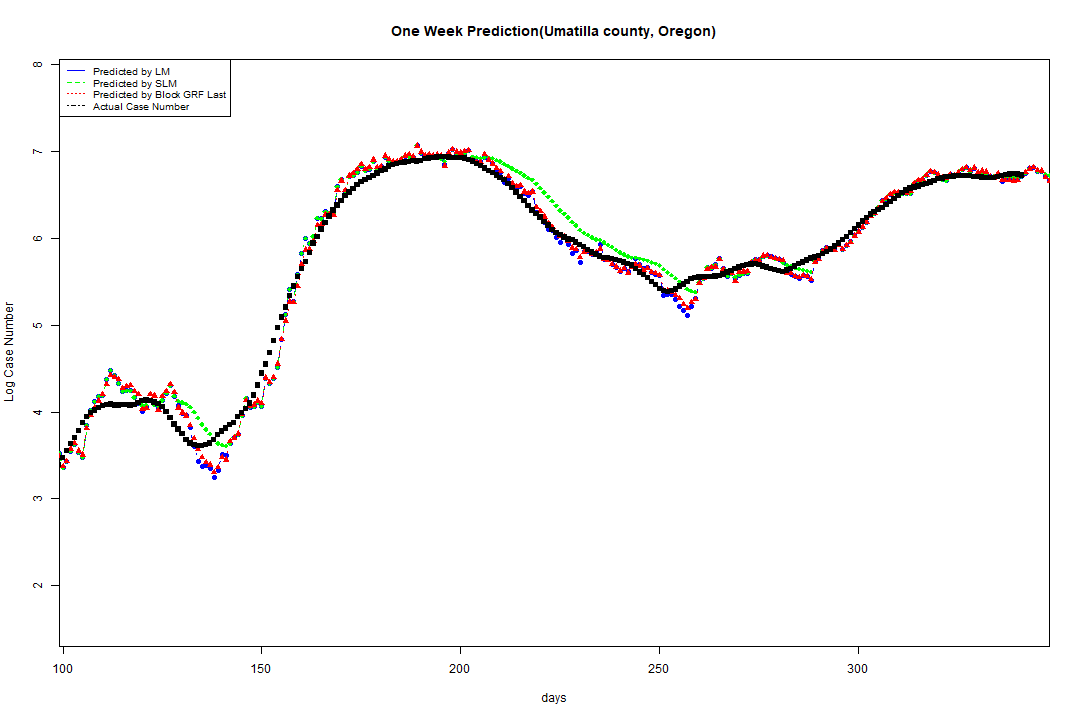 One Week Prediction(Umatilla county, Oregon)
Predicted by LM
Predicted by SLM
Predicted by Block GRF Last
Actual Case Number
8
7
6
5
4
3
2
Log Case Number
100 150 200 250 300
days